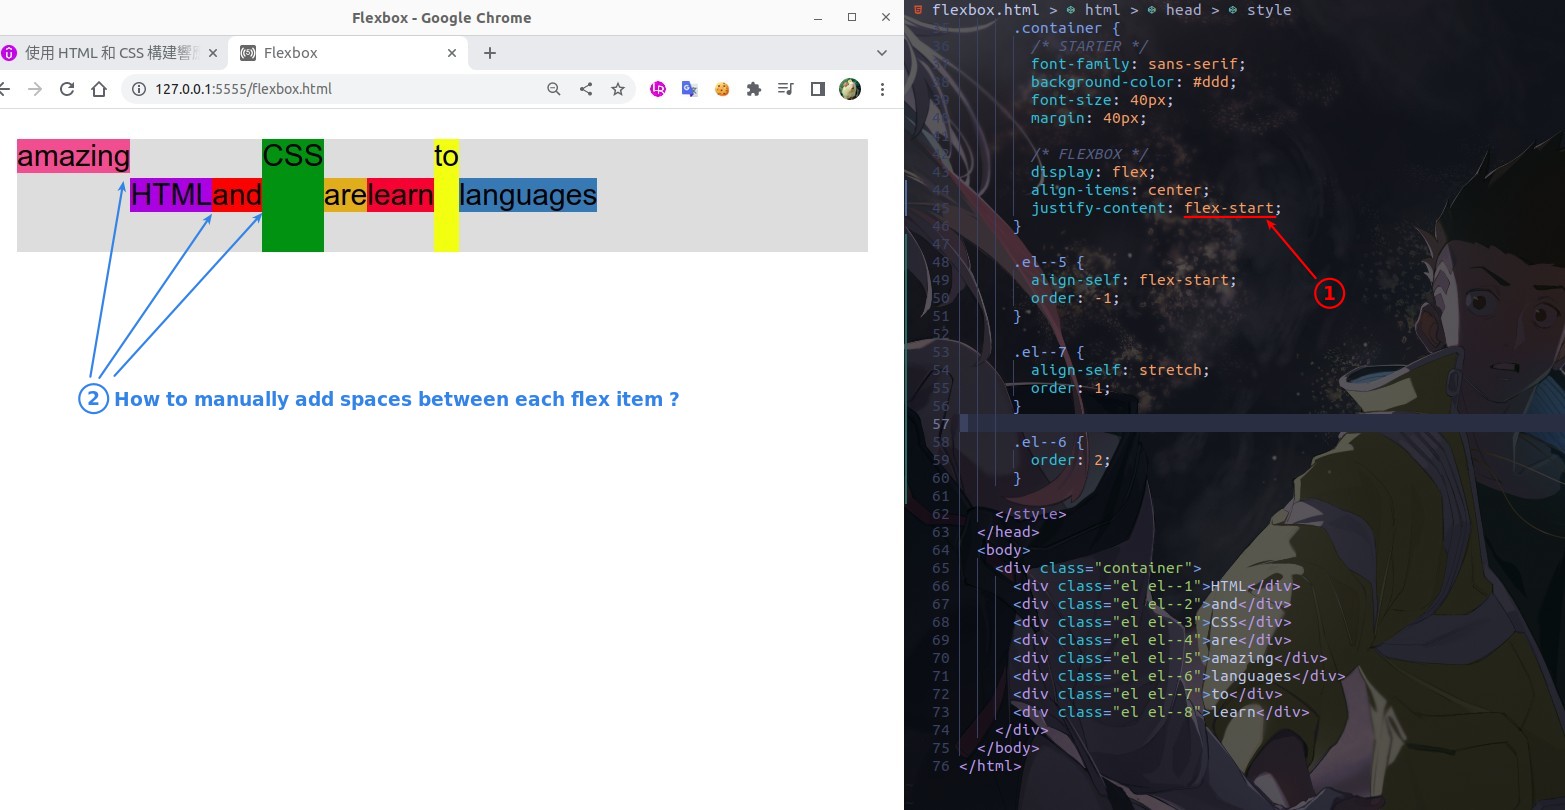 Flexbox - Google Chrome
使用 HTML 和 CSS 構建響應
Flexbox
127.0.0.1:5555/flexbox.html
amazing
HTML
and
CSS
are
learn
to
languages
2 How to manually add spaces between each flex item ?
flexbox.html > html > head > style
.container {
36 /* STARTER */
font-family: sans-serif;
background-color: #ddd;
font-size: 40px;
margin: 40px;
/* FLEXBOX */
43 display: flex;
44 align-items: center;
45 justify-content: flex-start;
46 }
1
47
48 .el--5 {
49 align-self: flex-start;
50 order: -1;
51 }
52
53 .el--7 {
54 align-self: stretch;
55 order: 1;
56 }
57
58 .el--6 {
59 order: 2;
60 }
61
62 </style>
63 </head>
64 <body>
65 <div class="container">
66 <div class="el el--1">HTML</div>
67 <div class="el el--2">and</div>
68 <div class="el el--3">CSS</div>
69 <div class="el el--4">are</div>
70 <div class="el el--5">amazing</div>
71 <div class="el el--6">languages</div>
72 <div class="el el--7">to</div>
73 <div class="el el--8">learn</div>
74 </div>
75 </body>
76 </html>